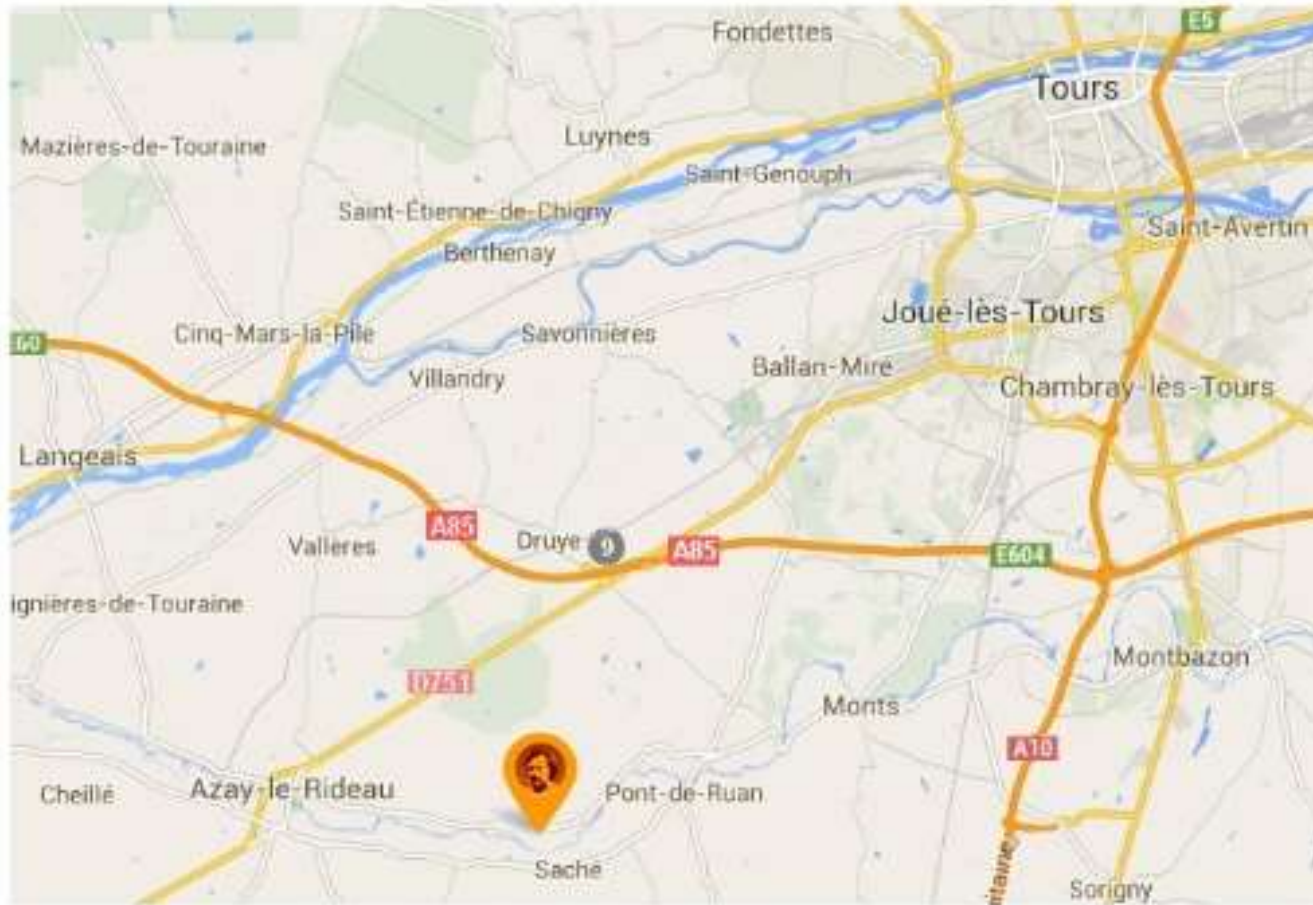 E5
Fondettes
Tours
Luynes
Mazières-de-Touraine
Saint-Genouph
Saint-Étienne-de-Chigny
Saint-Avertin
Berthenay
Joué-lès-Tours
60
Cinq-Mars-la-Pile
Savonnières
Ballan-Miré
Villandry
Chambray-lès-Tours
Langeais
A85
Druye
9
A85
E604
Vallères
ignières-de-Touraine
Montbazon
D751
Monts
A10
Cheillé
Azay-le-Rideau
Pont-de-Ruan
Saché
itaine
Sorigny